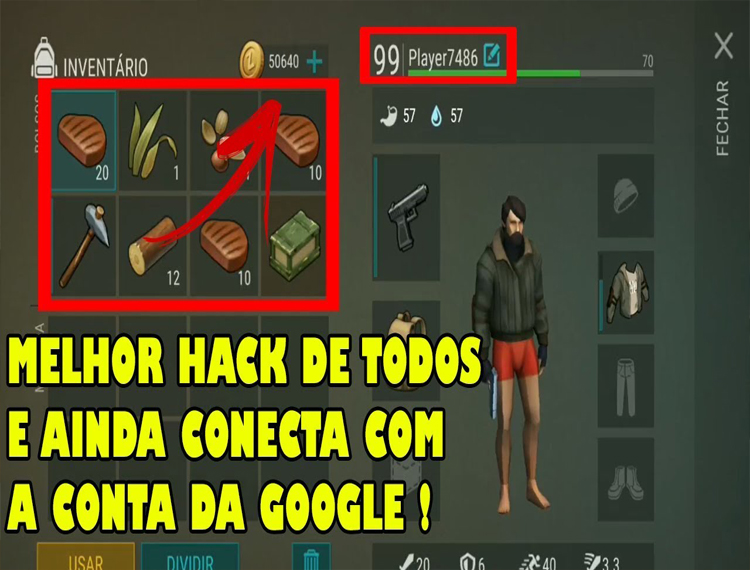 INVENTÁRIO
50640 +
99 Player7486
70
FECHAR
57 57
20
1
10
12
10
MELHOR HACK DE TODOS
E AINDA CONECTA COM
A CONTA DA GOOGLE !
USAR DIVIDIR
20 6 40 3.3